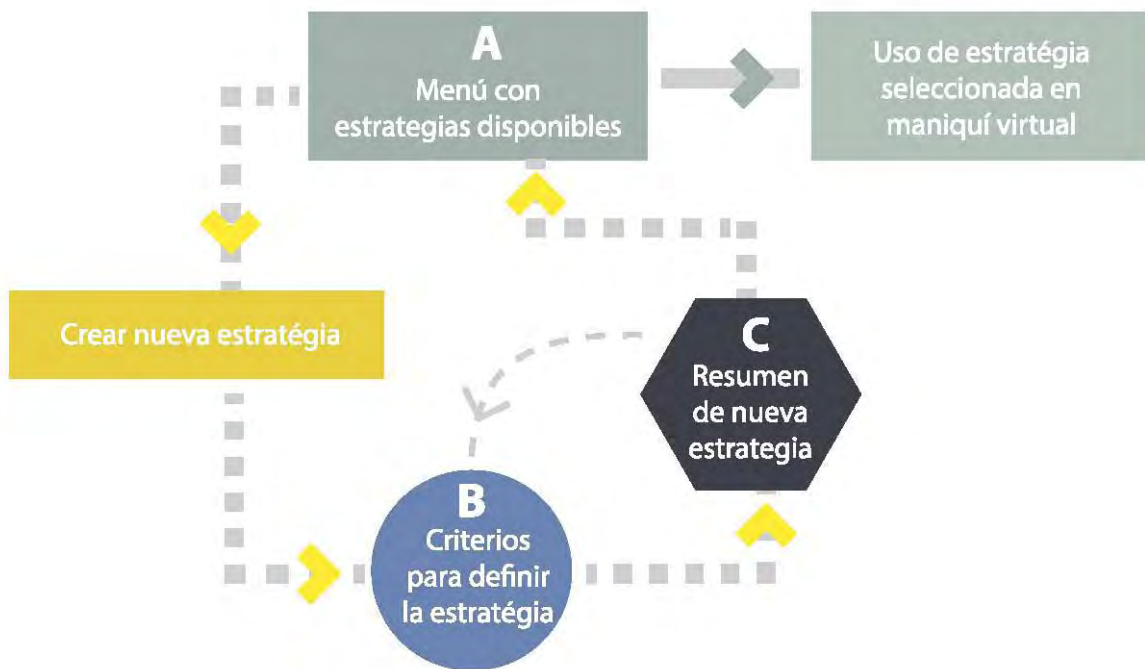 A
Menú con
estrategias disponibles
Uso de estratégia
seleccionada en
maniquí virtual
Crear nueva estratégia
C
Resumen
de nueva
estrategia
B
Criterios
para definir
la estratégia